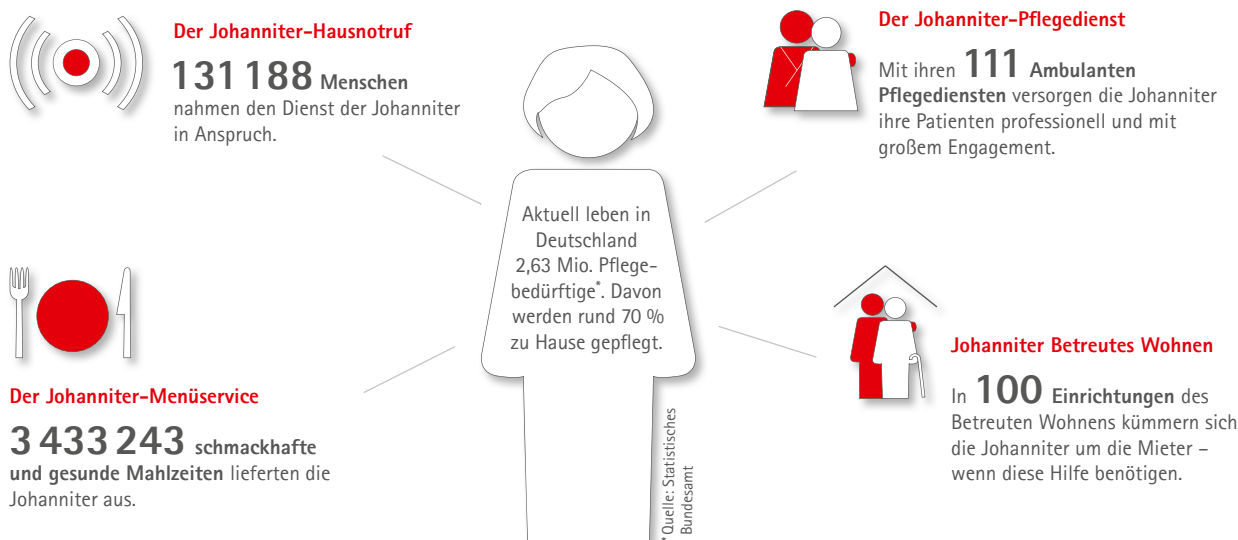 Der Johanniter-Hausnotruf
131 188 Menschen
nahmen den Dienst der Johanniter
in Anspruch.
Der Johanniter-Pflegedienst
Mit ihren 111 Ambulanten
Pflegediensten versorgen die Johanniter
ihre Patienten professionell und mit
großem Engagement.
Aktuell leben in
Deutschland
2,63 Mio. Pflege-
bedürftige*. Davon
werden rund 70 %
zu Hause gepflegt.
Der Johanniter-Menüservice
3 433 243 schmackhafte
und gesunde Mahlzeiten lieferten die
Johanniter aus.
Johanniter Betreutes Wohnen
In 100 Einrichtungen des
Betreuten Wohnens kümmern sich
die Johanniter um die Mieter –
wenn diese Hilfe benötigen.
* Quelle: Statistisches
Bundesamt